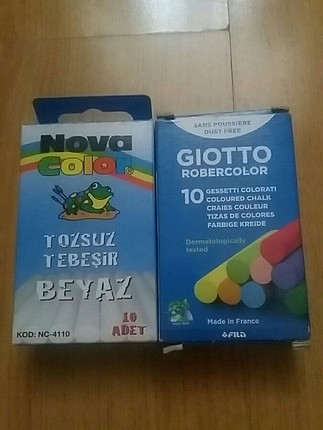 Nova
Color
TOZSUZ
TEBEŞİR
BEYAZ
10
ADET
KOD: NC-4110
SANS POUSSIÈRE
DUST FREE
GIOTTO
ROBERCOLOR
10
GESSETTI COLORATI
COLOURED CHALK
CRAIES COULEUR
TIZAS DE COLORES
FARBIGE KREIDE
Dermatologically
tested
Made in France
FILA